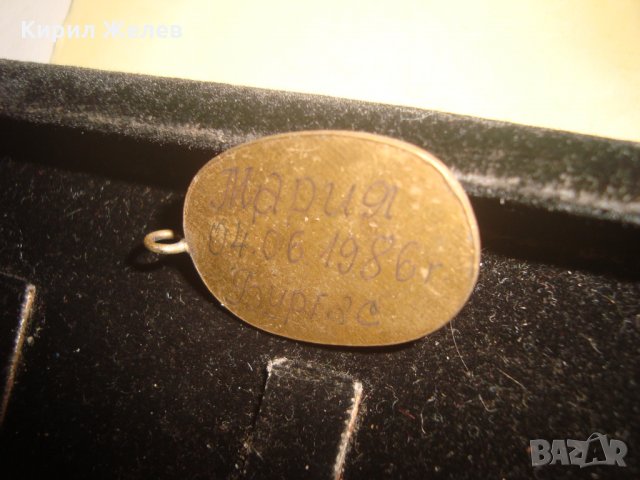 Кирил Желев
Мария
04.06 1986г
Бургас
BAZAR